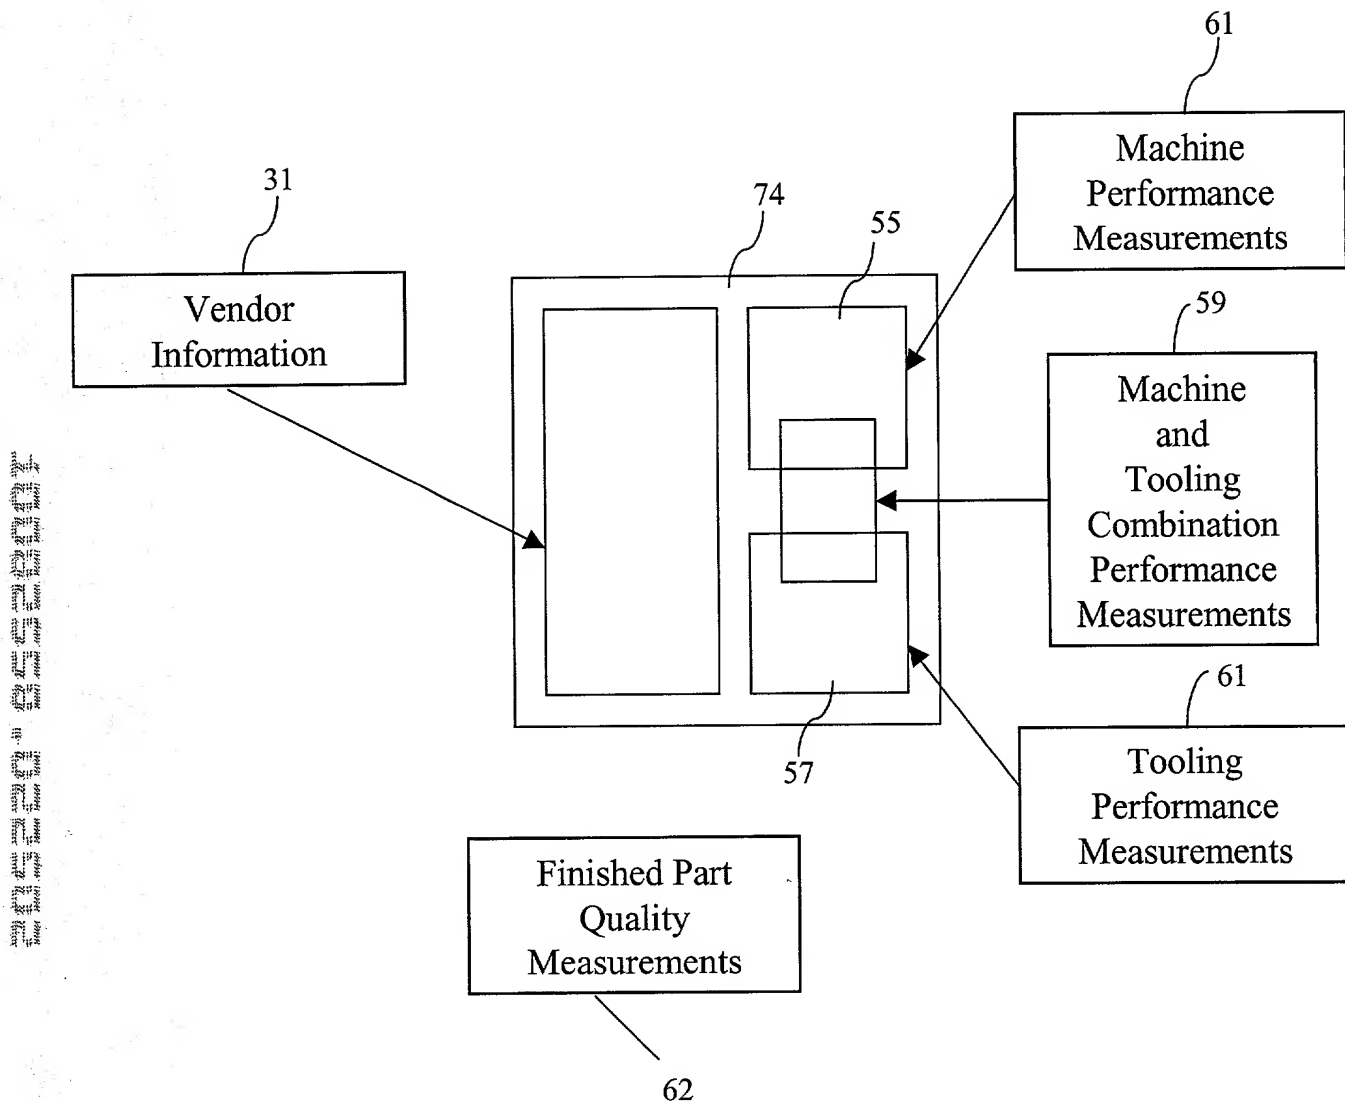 61
Machine
Performance
Measurements
31
Vendor
Information
74
55
59
Machine
and
Tooling
Combination
Performance
Measurements
57
61
Tooling
Performance
Measurements
Finished Part
Quality
Measurements
62